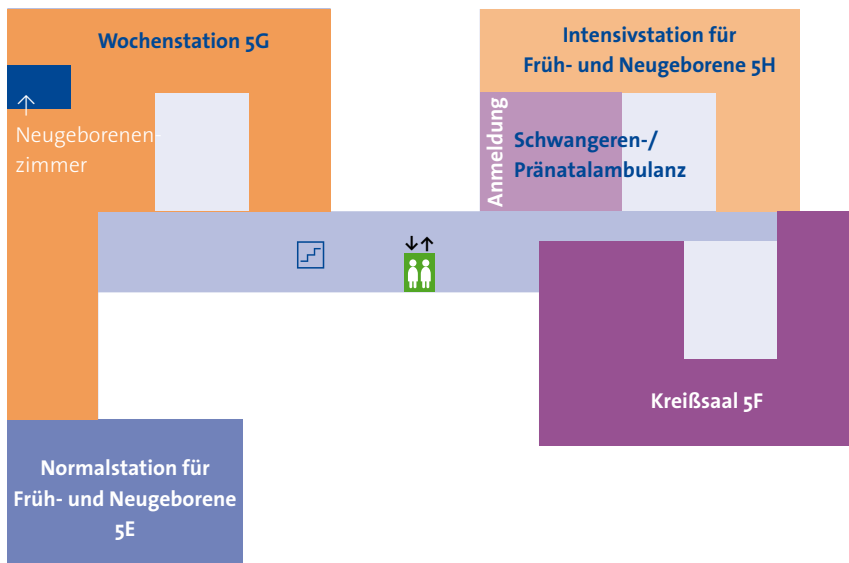 Wochenstation 5G
Neugeborenen-
zimmer
Intensivstation für
Früh- und Neugeborene 5H
Anmeldung
Schwangeren-/
Pränatalambulanz
Kreißsaal 5F
Normalstation für
Früh- und Neugeborene
5E